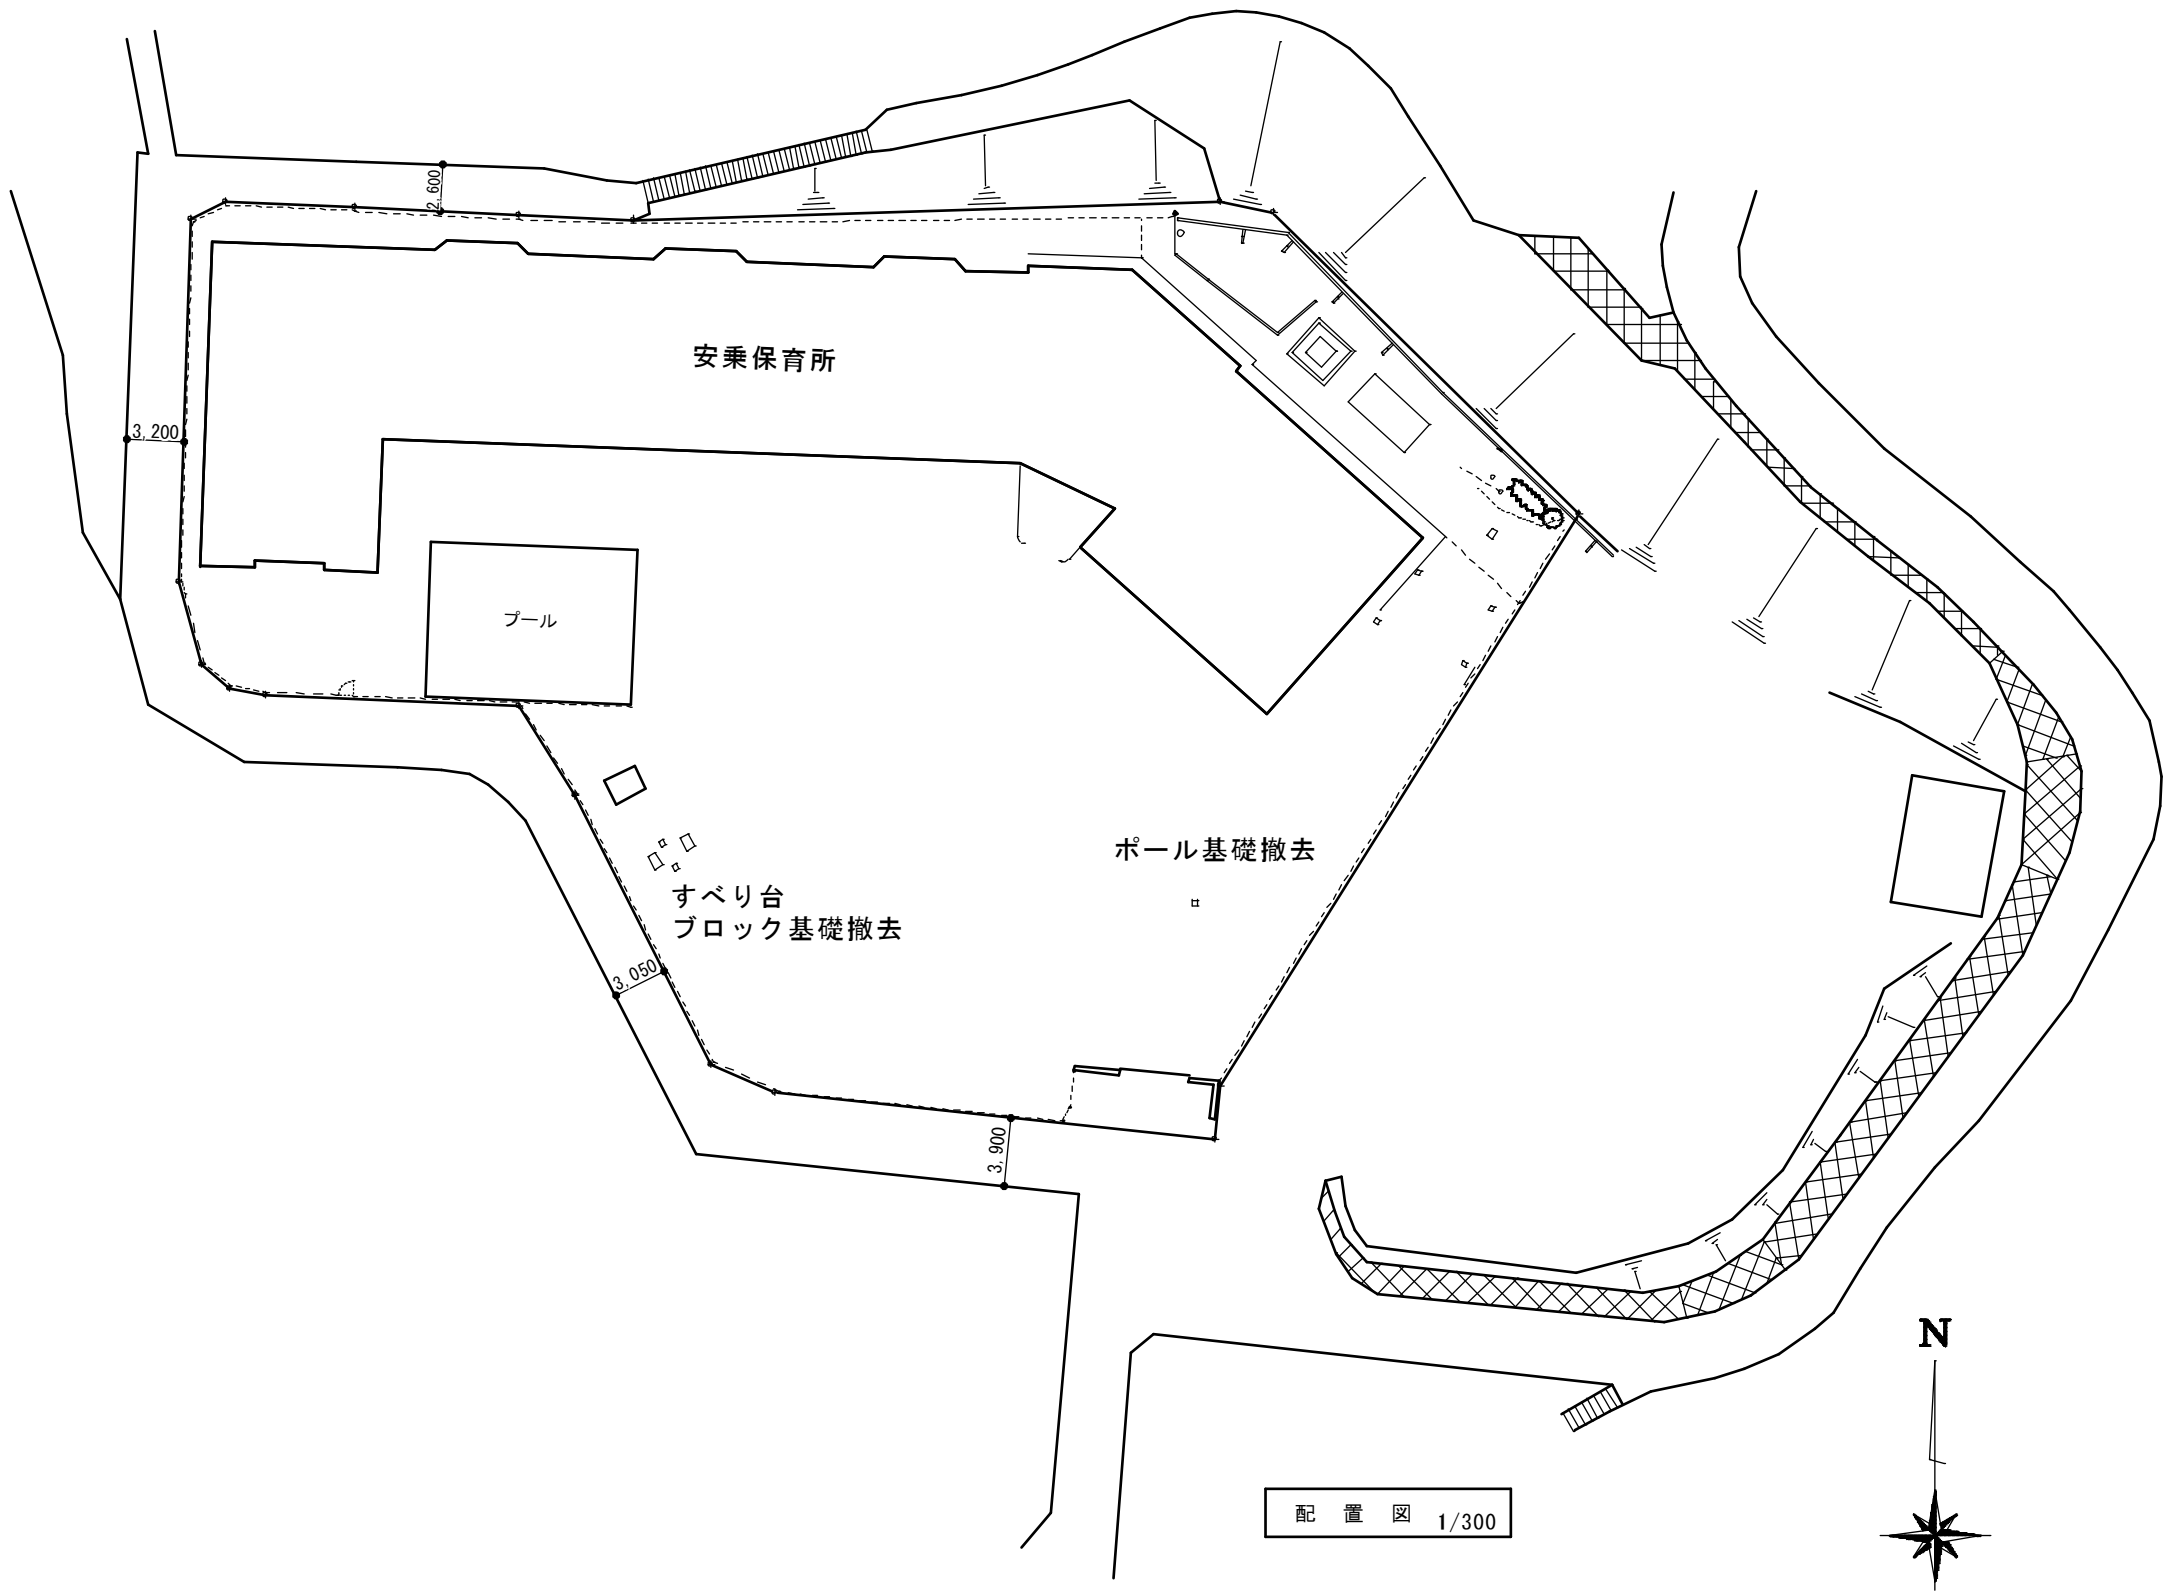 2,600
安乗保育所
3,200
プール
ポール基礎撤去
すべり台
ブロック基礎撤去
3,050
3,900
N
配 置 図 1/300